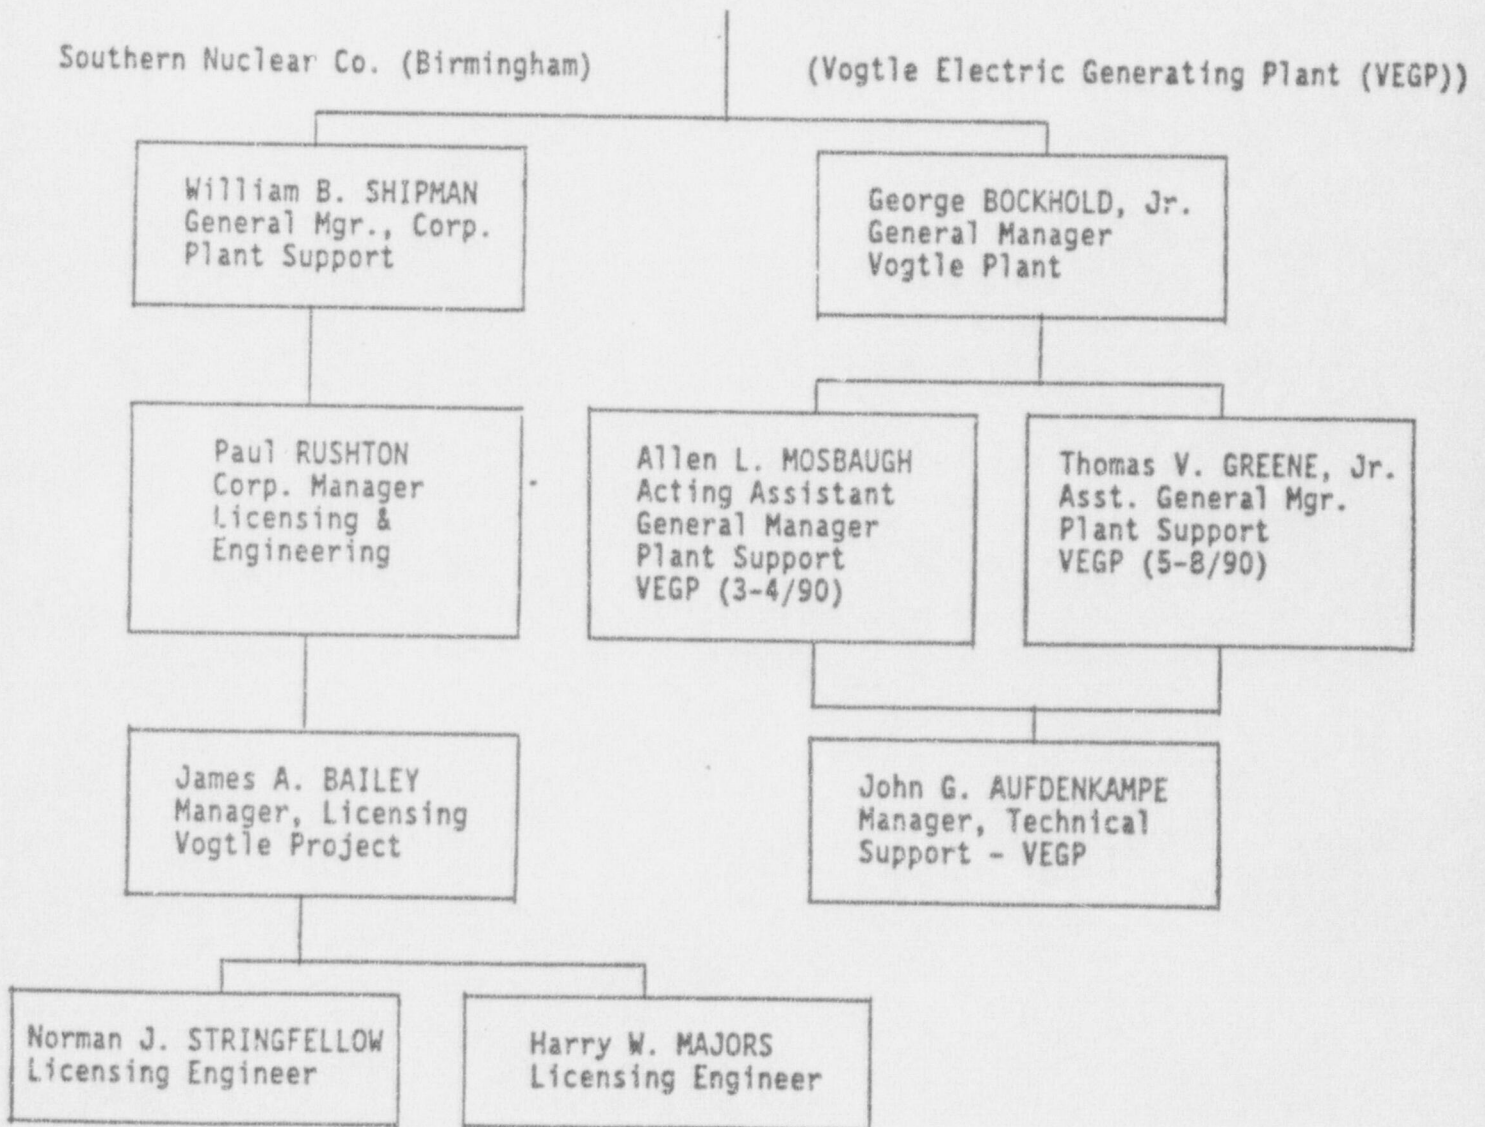 Southern Nuclear Co. (Birmingham)
(Vogtle Electric Generating Plant (VEGP))
William B. SHIPMAN
General Mgr., Corp.
Plant Support
George BOCKHOLD, Jr.
General Manager
Vogtle Plant
Paul RUSHTON
Corp. Manager
Licensing &
Engineering
Allen L. MOSBAUGH
Acting Assistant
General Manager
Plant Support
VEGP (3-4/90)
Thomas V. GREENE, Jr.
Asst. General Mgr.
Plant Support
VEGP (5-8/90)
James A. BAILEY
Manager, Licensing
Vogtle Project
John G. AUFDENKAMPE
Manager, Technical
Support - VEGP
Norman J. STRINGFELLOW
Licensing Engineer
Harry W. MAJORS
Licensing Engineer